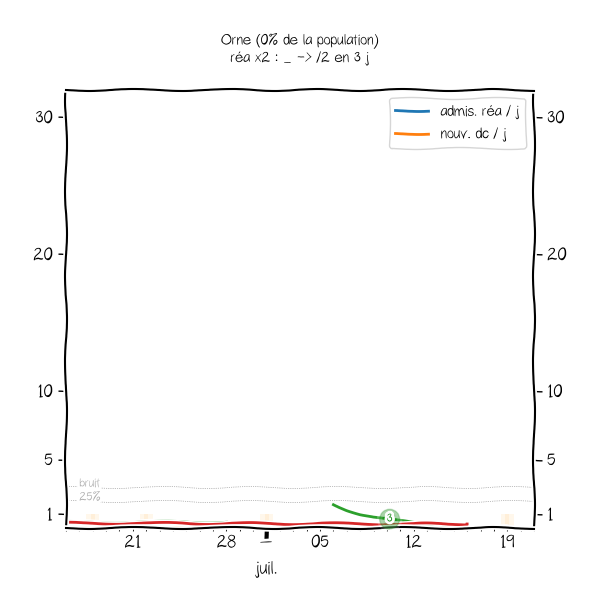 Orne (0% de la population)
réa x2 : _ -> /2 en 3 j
admis. réa / j
nouv. dc / j
30
30
20
20
10
10
5
5
bruit
25%
1
1
3
21
28
05
12
19
juil.